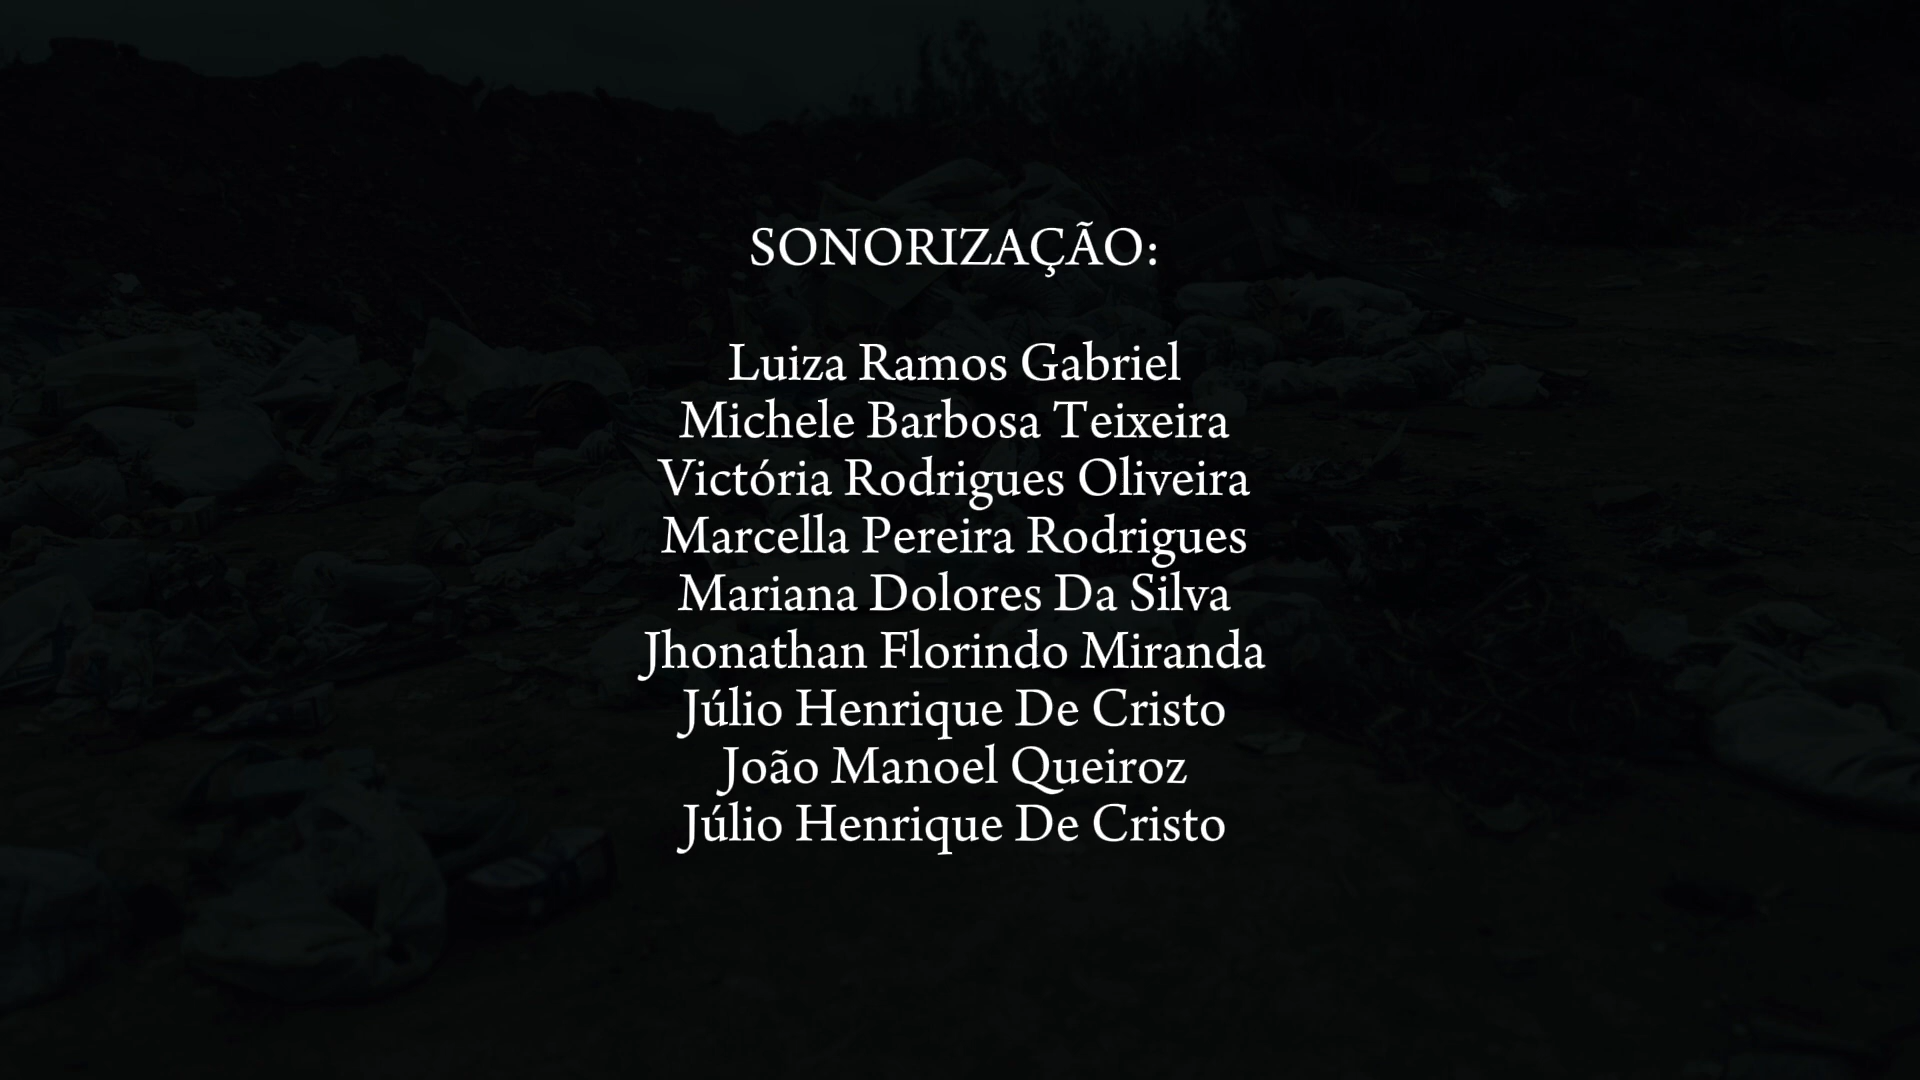 SONORIZAÇÃO:
Luiza Ramos Gabriel
Michele Barbosa Teixeira
Victória Rodrigues Oliveira
Marcella Pereira Rodrigues
Mariana Dolores Da Silva
Jhonathan Florindo Miranda
Júlio Henrique De Cristo
João Manoel Queiroz
Júlio Henrique De Cristo